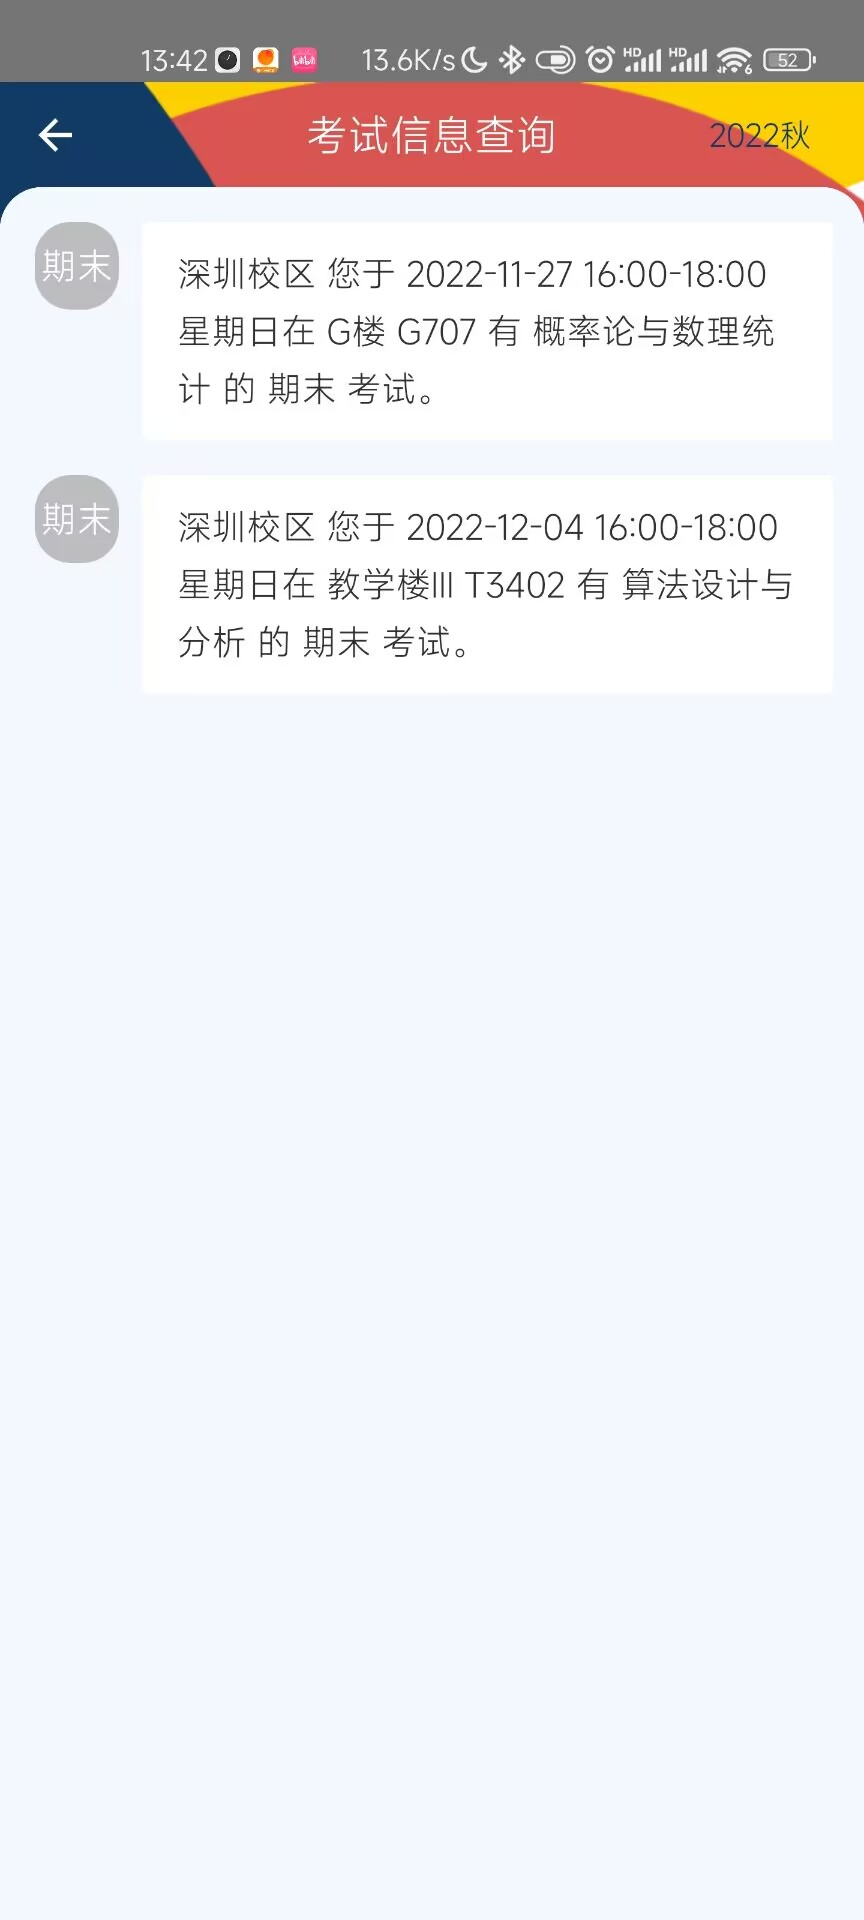 13:42 13.6K/s HD HD 6 52
考试信息查询 2022秋
期末
深圳校区 您于 2022-11-27 16:00-18:00
星期日在 G楼 G707 有 概率论与数理统
计 的 期末 考试。
期末
深圳校区 您于 2022-12-04 16:00-18:00
星期日在 教学楼III T3402 有 算法设计与
分析 的 期末 考试。